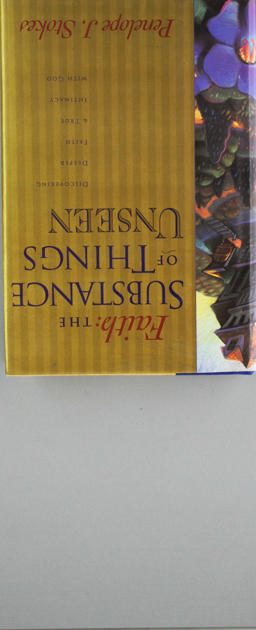 Faith: THE
SUBSTANCE
OF THINGS
UNSEEN
DISCOVERING
DEEPER
FAITH
& TRUE
INTIMACY
WITH GOD
Penelope J. Stokes